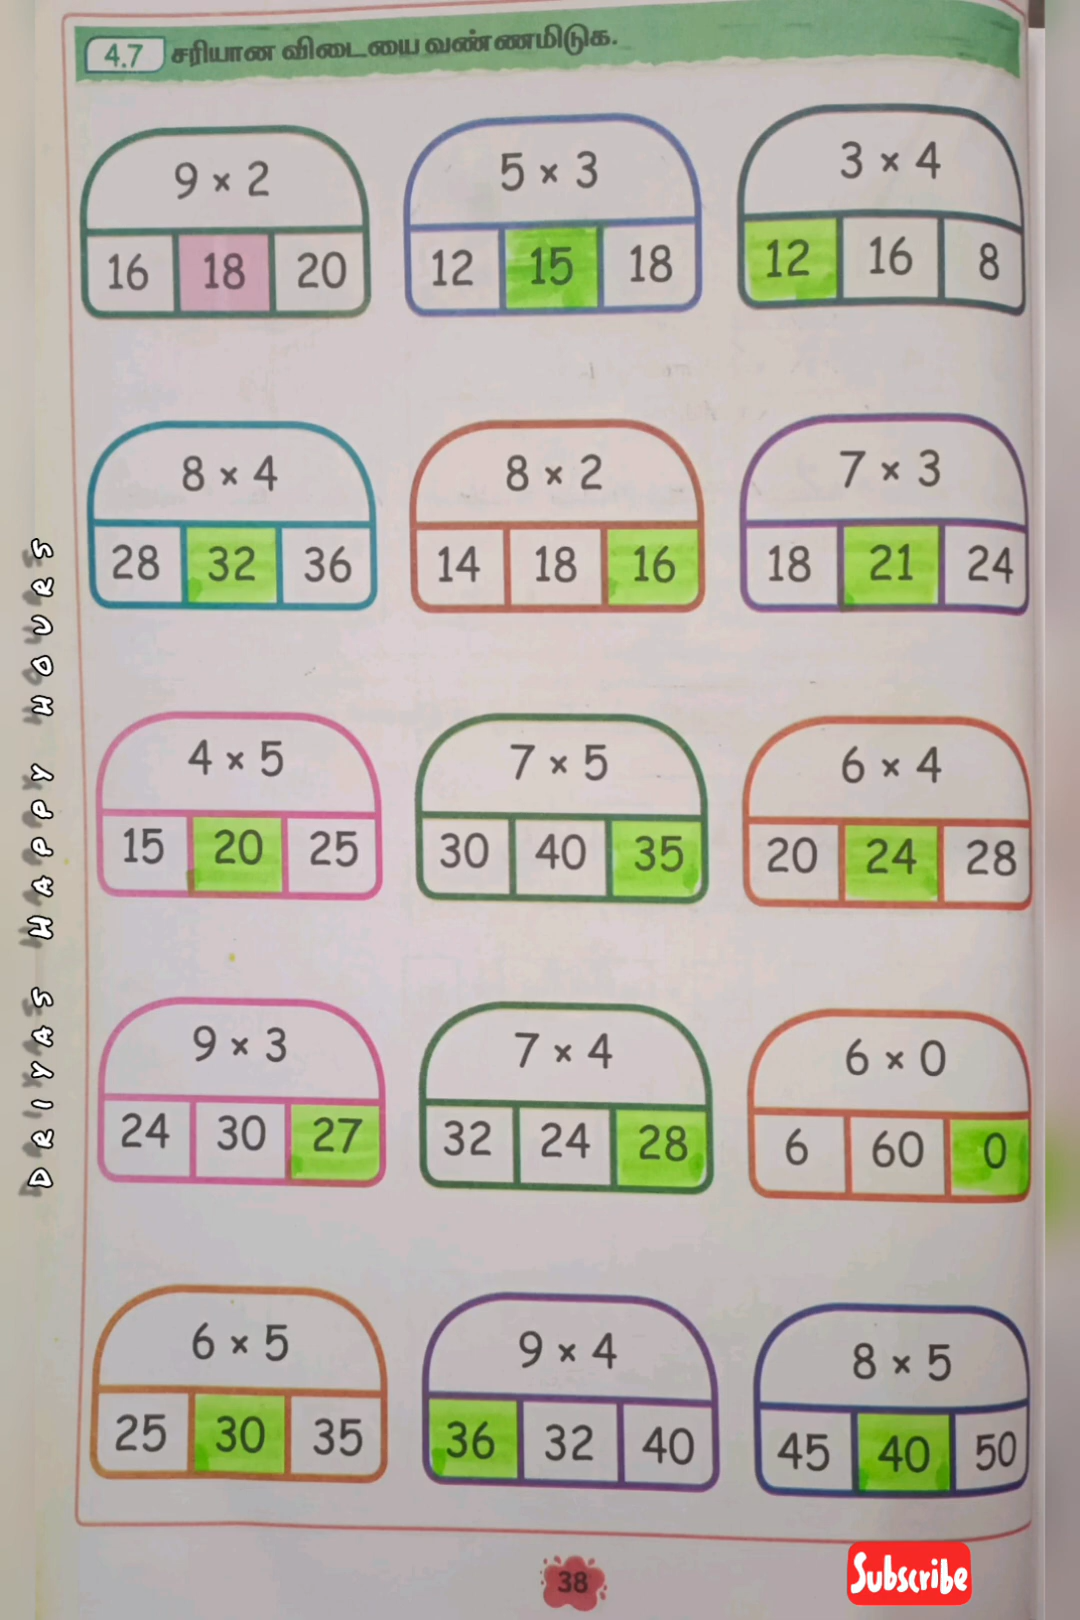 4.7 சரியான விடையை வண்ணமிடுக.
9 × 2 5 × 3 3 × 4
16 18 20 12 15 18 12 16 8
8 × 4 8 × 2 7 × 3
28 32 36 14 18 16 18 21 24
4 × 5 7 × 5 6 × 4
15 20 25 30 40 35 20 24 28
9 × 3 7 × 4 6 × 0
24 30 27 32 24 28 6 60 0
6 × 5 9 × 4 8 × 5
25 30 35 36 32 40 45 40 50
38
Subscribe
DRIYAS HAPPY HOURS